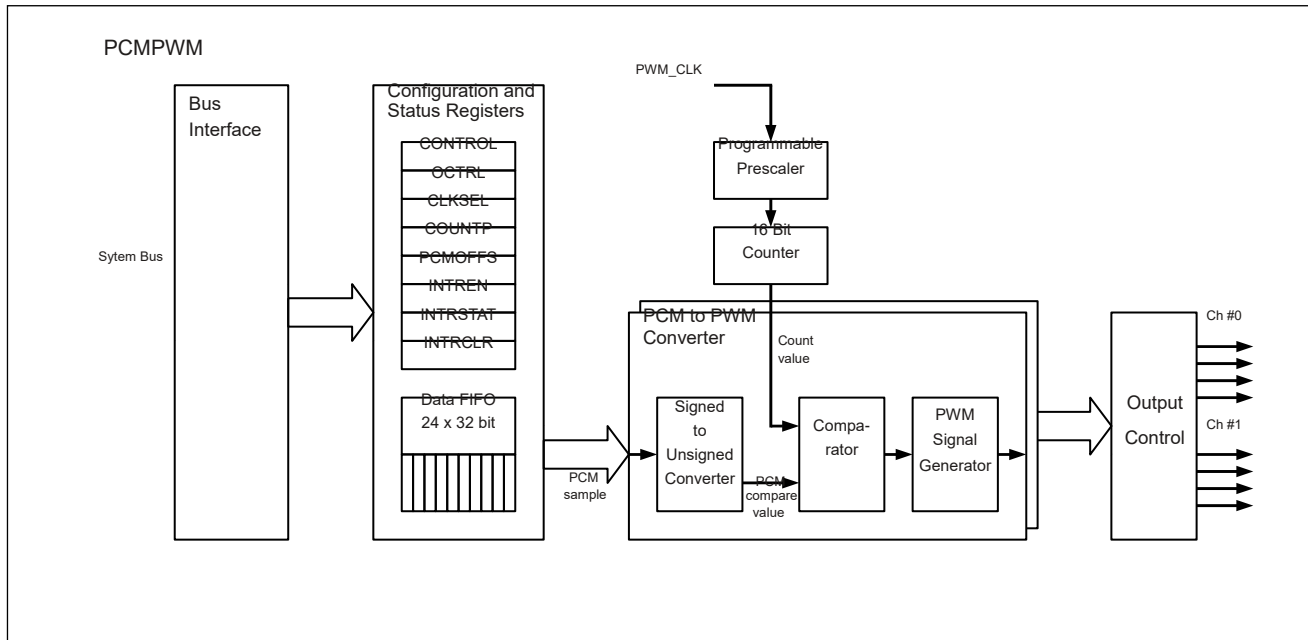 PCMPWM
Bus
Interface
Sytem Bus
Configuration and
Status Registers
CONTROL
OCTRL
CLKSEL
COUNTP
PCMOFFS
INTREN
INTRSTAT
INTRCLR
Data FIFO
24 x 32 bit
PCM
sample
PWM_CLK
Programmable
Prescaler
16 Bit
Counter
PCM to PWM
Converter
Count
value
Signed
to
Unsigned
Converter
PCM
compare
value
Compa-
rator
PWM
Signal
Generator
Output
Control
Ch #0
Ch #1